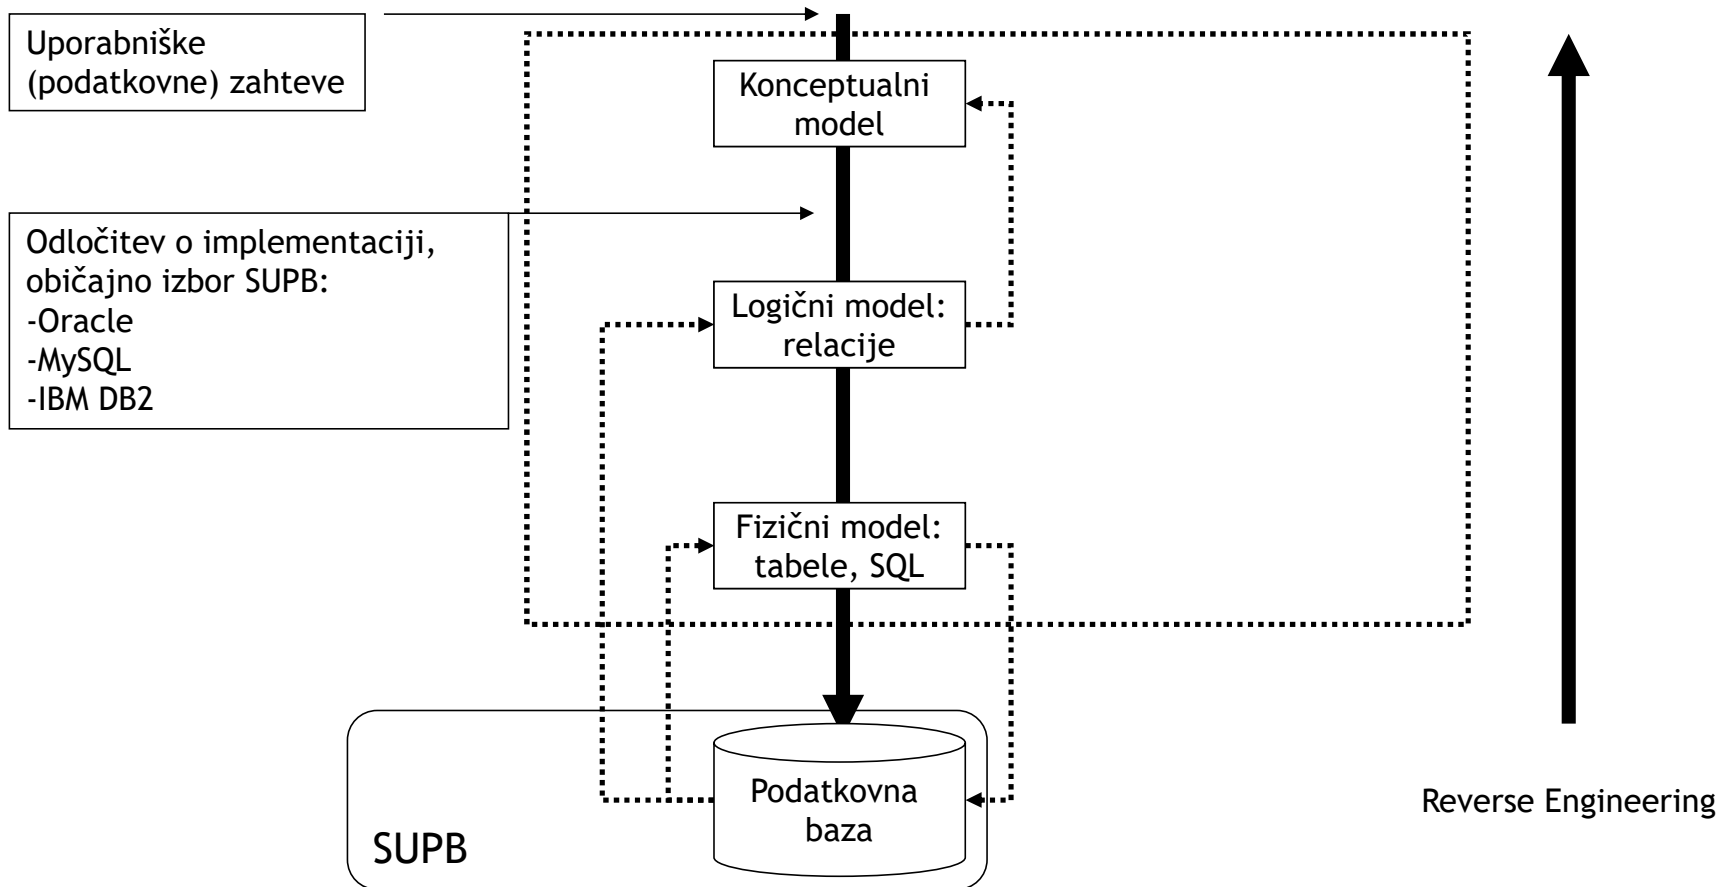 Uporabniške
(podatkovne) zahteve
Konceptualni
model
Odločitev o implementaciji,
običajno izbor SUPB:
-Oracle
-MySQL
-IBM DB2
Logični model:
relacije
Fizični model:
tabele, SQL
Podatkovna
baza
SUPB
Reverse Engineering